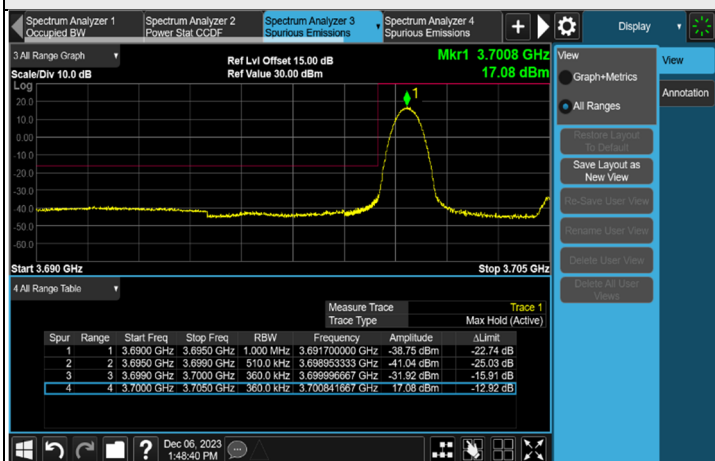 Spectrum Analyzer 1
Occupied BW
Spectrum Analyzer 2
Power Stat CCDF
Spectrum Analyzer 3
Spurious Emissions
Spectrum Analyzer 4
Spurious Emissions
Display
3 All Range Graph
Scale/Div 10.0 dB
Ref Lvl Offset 15.00 dB
Ref Value 30.00 dBm
Mkr1 3.7008 GHz
17.08 dBm
Log
20.0
10.0
0.00
-10.0
-20.0
-30.0
-40.0
-50.0
-60.0
1
Start 3.690 GHz
Stop 3.705 GHz
View
Graph+Metrics
All Ranges
Restore Layout
To Default
Save Layout as
New View
Re-Save User View
Rename User View
Delete User View
Delete All User
Views
View
Annotation
4 All Range Table
Measure Trace Trace 1
Trace Type Max Hold (Active)
Spur Range Start Freq Stop Freq RBW Frequency Amplitude ΔLimit
1 1 3.6900 GHz 3.6950 GHz 1.000 MHz 3.691700000 GHz -38.75 dBm -22.74 dB
2 2 3.6950 GHz 3.6990 GHz 510.0 kHz 3.698953333 GHz -41.04 dBm -25.03 dB
3 3 3.6990 GHz 3.7000 GHz 360.0 kHz 3.699996667 GHz -31.92 dBm -15.91 dB
4 4 3.7000 GHz 3.7050 GHz 360.0 kHz 3.700841667 GHz 17.08 dBm -12.92 dB
?
Dec 06, 2023
1:48:40 PM